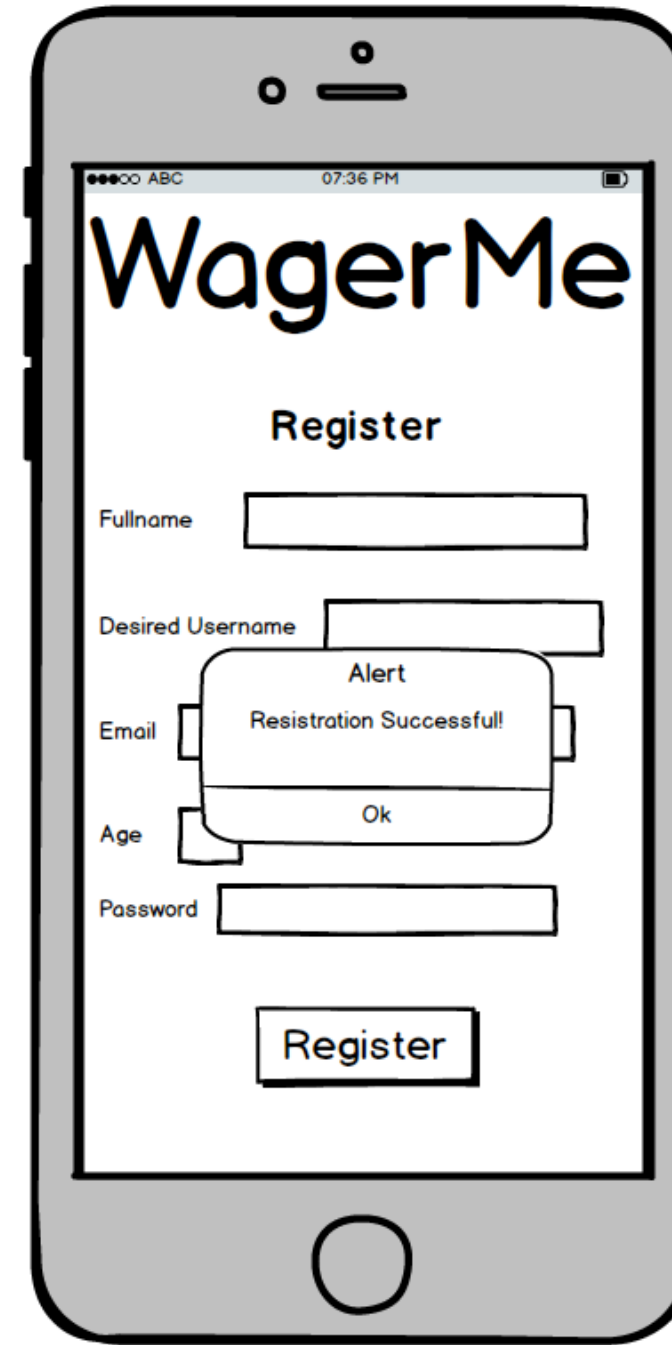 ABC 07:36 PM
WagerMe
Register
Fullname
Desired Username
Alert
Resistration Successful!
Email
Ok
Age
Password
Register